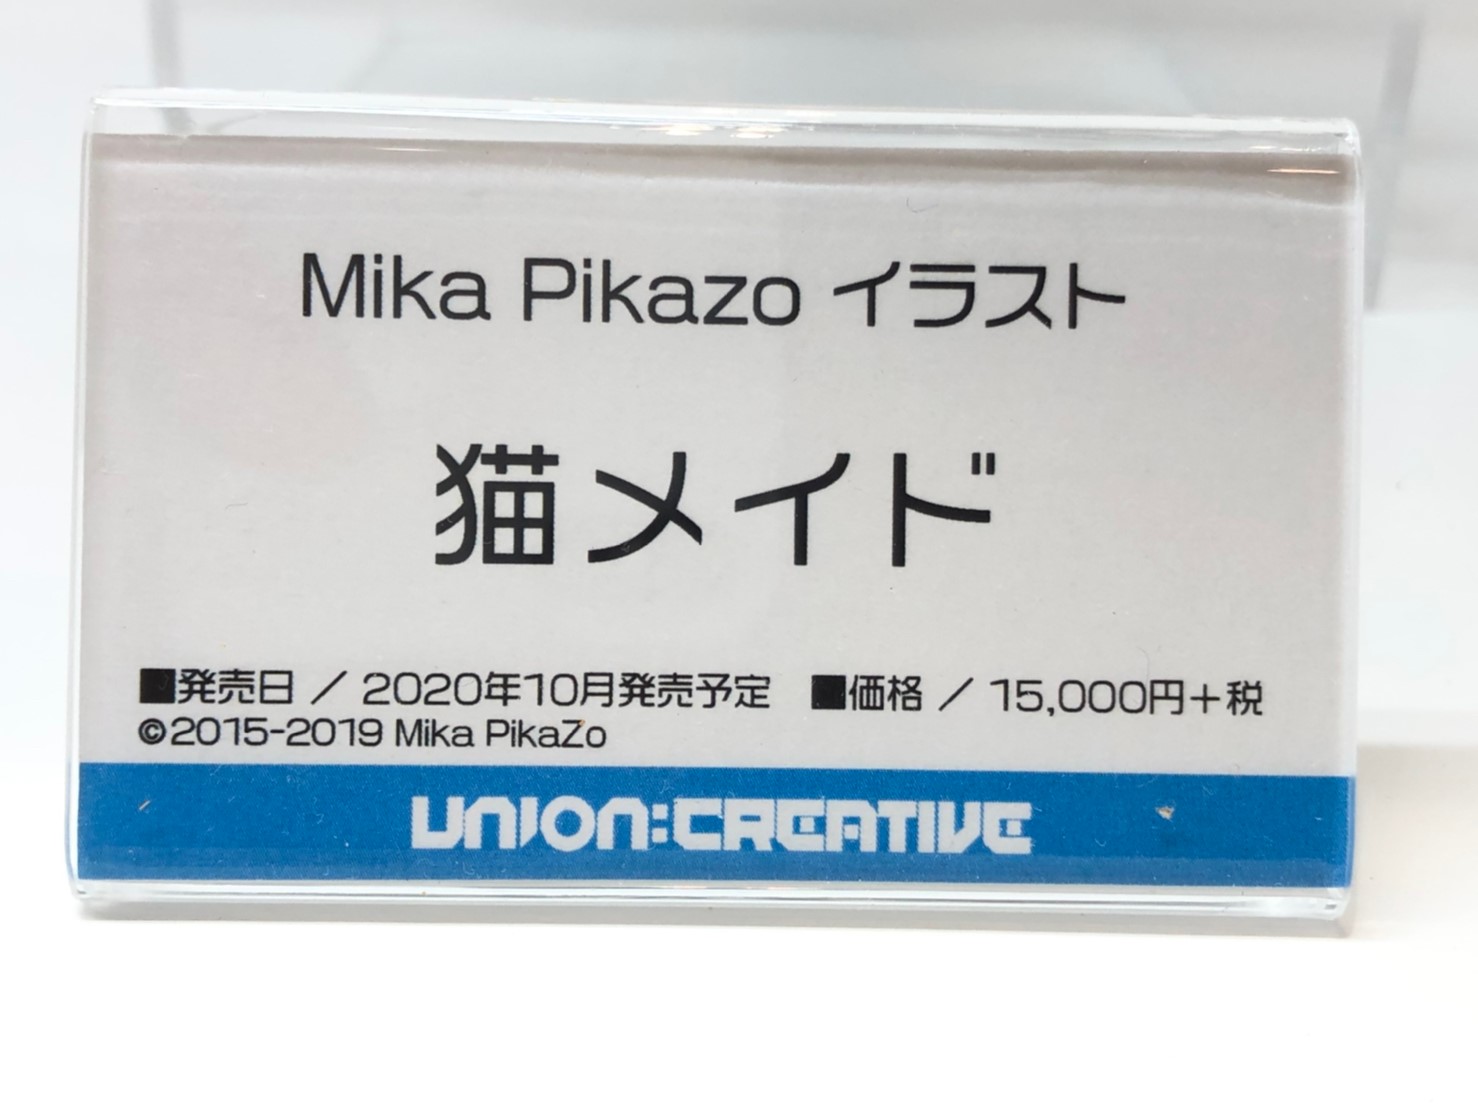 Mika Pikazo イラスト
猫メイド
■発売日 ／ 2020年10月発売予定　■価格 ／ 15,000円＋税
©2015-2019 Mika PikaZo
UNION:CREATIVE